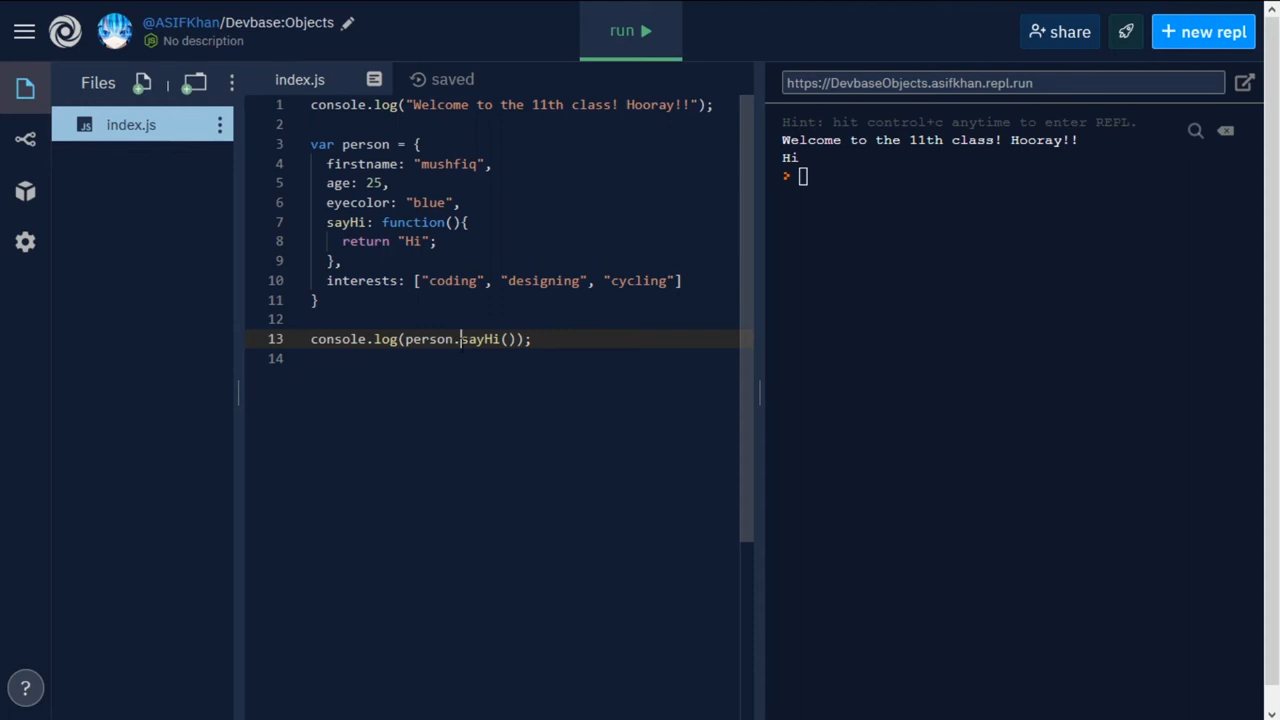 @ASIFKhan/Devbase:Objects
No description
run
share
+ new repl
Files
index.js
saved
https://DevbaseObjects.asifkhan.repl.run
index.js
JS
1 console.log("Welcome to the 11th class! Hooray!!");
2
3 var person = {
4 firstname: "mushfiq",
5 age: 25,
6 eyecolor: "blue",
7 sayHi: function(){
8 return "Hi";
9 },
10 interests: ["coding", "designing", "cycling"]
11 }
12
13 console.log(person.sayHi());
14
Hint: hit control+c anytime to enter REPL.
Welcome to the 11th class! Hooray!!
Hi
>
?